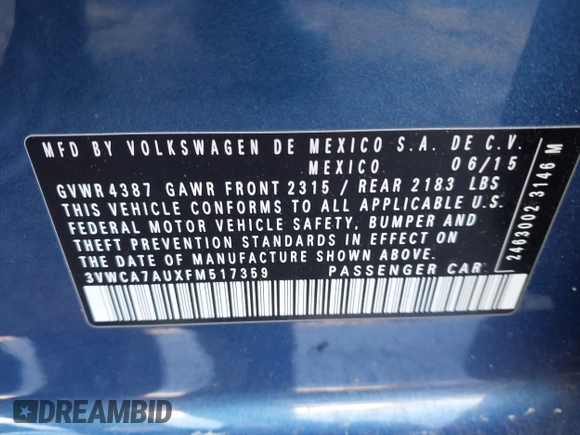 MFD BY VOLKSWAGEN DE MEXICO S.A. DE C.V.
MEXICO 06/15
GVWR 4387 GAWR FRONT 2315 / REAR 2183 LBS
THIS VEHICLE CONFORMS TO ALL APPLICABLE U.S.
FEDERAL MOTOR VEHICLE SAFETY, BUMPER AND
THEFT PREVENTION STANDARDS IN EFFECT ON
THE DATE OF MANUFACTURE SHOWN ABOVE.
3VWCA7AUXFM517359 PASSENGER CAR
2463002 3146 M
DREAMBID